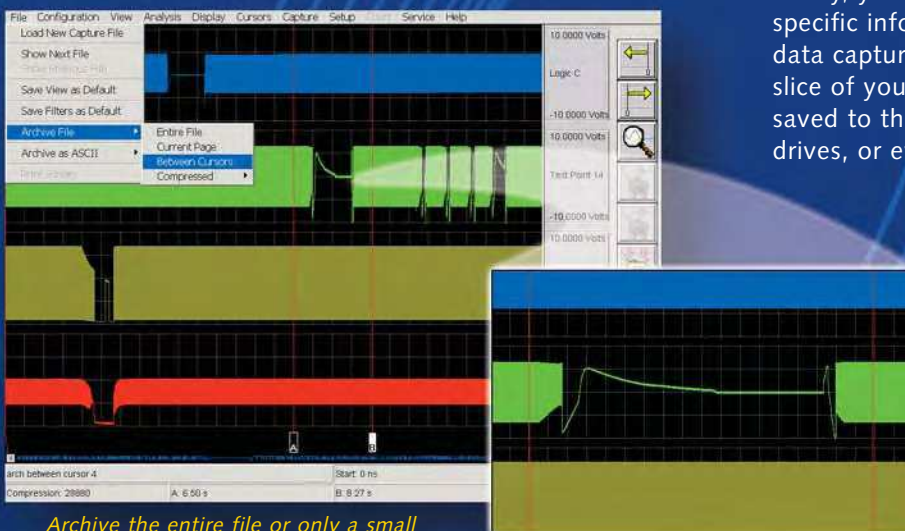 File Configuration View Analysis Display Cursors Capture Setup Service Help
Load New Capture File
Show Next File
Save View as Default
Save Filters as Default
Archive File
Archive as ASCII
Entire File
Current Page
Between Cursors
Compressed
10.0000 Volts
Logic C
-10.0000 Volts
10.0000 Volts
Test Point 14
-10.0000 Volts
10.0000 Volts
A
B
arch between cursor 4
Start: 0 ns
Compression: 28880
A: 6.50 s
B: 8.27 s
Archive the entire file or only a small
specific info
data captur
slice of you
saved to th
drives, or e